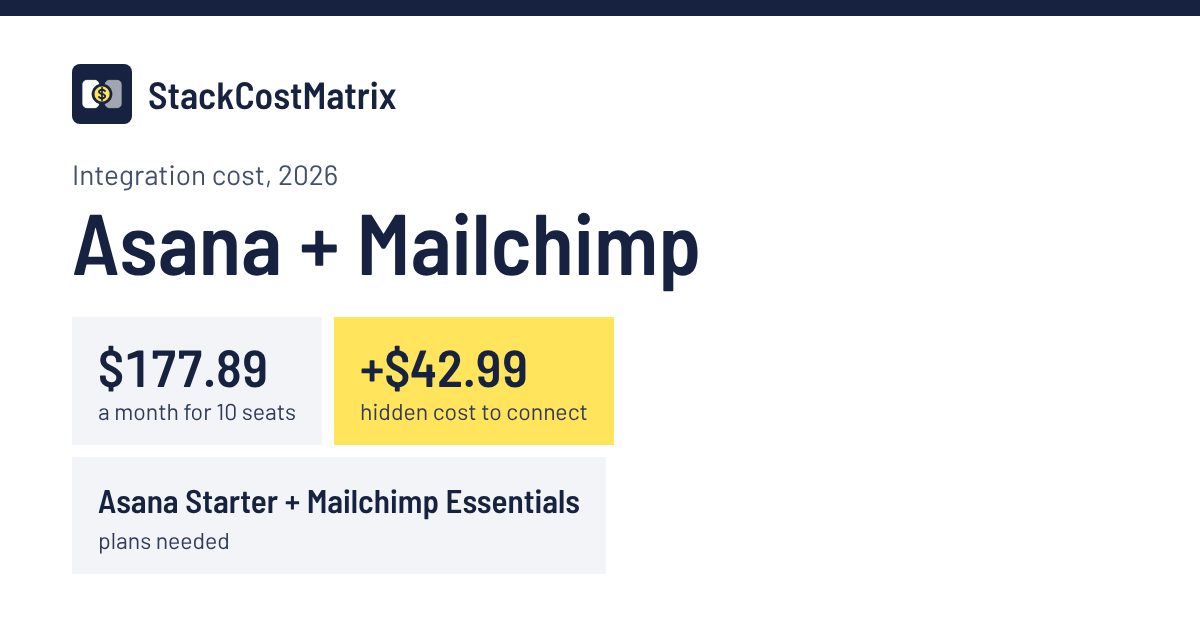 StackCostMatrix
Integration cost, 2026
Asana + Mailchimp
$177.89
a month for 10 seats
+$42.99
hidden cost to connect
Asana Starter + Mailchimp Essentials
plans needed